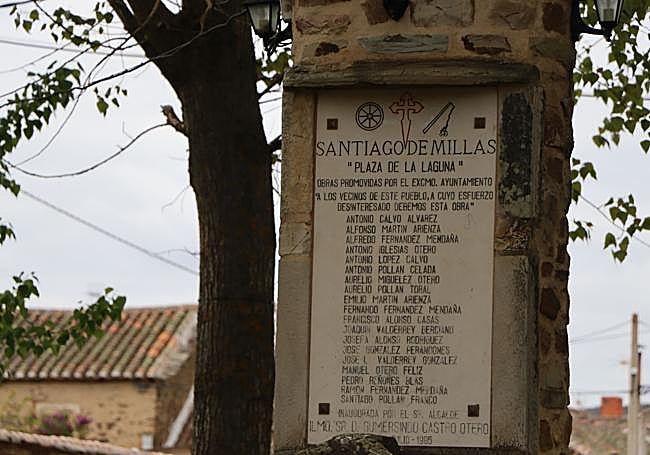 SANTIAGO DE MILLAS
"PLAZA DE LA LAGUNA"
OBRAS PROMOVIDAS POR EL EXCMO. AYUNTAMIENTO
"A LOS VECINOS DE ESTE PUEBLO, A CUYO ESFUERZO
DESINTERESADO DEBEMOS ESTA OBRA"
ANTONIO CALVO ALVAREZ
ALFONSO MARTIN ARIENZA
ALFREDO FERNANDEZ MENDAÑA
ANTONIO IGLESIAS OTERO
ANTONIO LOPEZ CALVO
ANTONIO POLLAN CELADA
AURELIO MIGUELEZ OTERO
AURELIO POLLAN TORAL
EMILIO MARTIN ARIENZA
FERNANDO FERNANDEZ MENDAÑA
FRANCISCO ALONSO CASAS
JOAQUIN VALDERREY
JOSEFA ALONSO RODRIGUEZ
JOSE GONZALEZ
JOSE L. VALDERREY GONZALEZ
MANUEL OTERO FELIZ
PEDRO REÑONES BLAS
RAMON FERNANDEZ MENDAÑA
SANTIAGO POLLAN FRANCO
INAUGURADA POR EL SR. ALCALDE
ILMO. SR. D. GUMERSINDO CASTRO OTERO